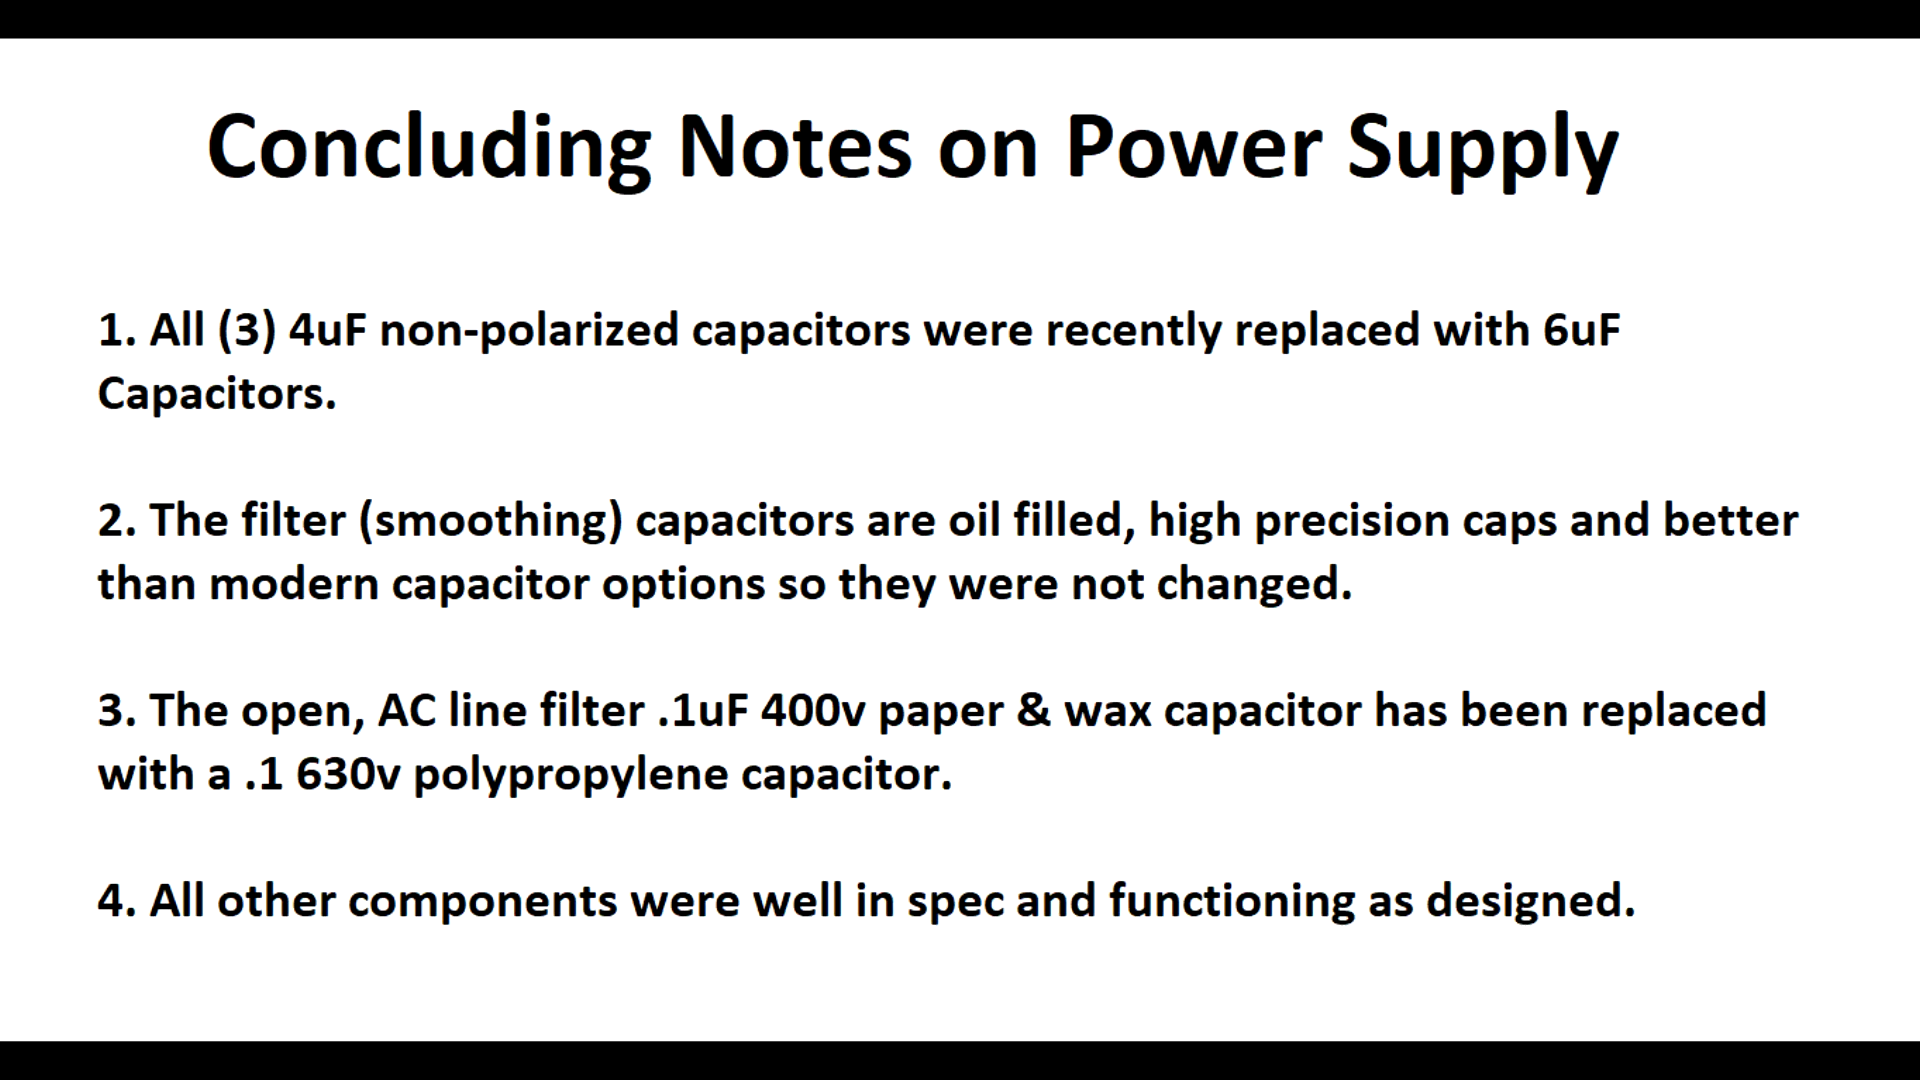 Concluding Notes on Power Supply
1. All (3) 4uF non-polarized capacitors were recently replaced with 6uF
Capacitors.
2. The filter (smoothing) capacitors are oil filled, high precision caps and better
than modern capacitor options so they were not changed.
3. The open, AC line filter .1uF 400v paper & wax capacitor has been replaced
with a .1 630v polypropylene capacitor.
4. All other components were well in spec and functioning as designed.